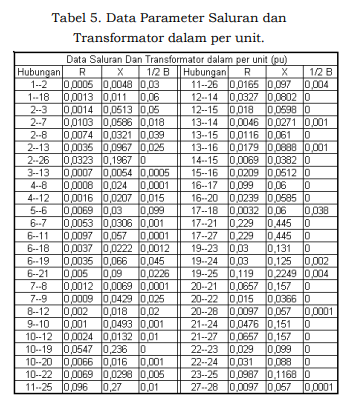 Tabel 5. Data Parameter Saluran dan
Transformator dalam per unit.
Data Saluran Dan Transformator dalam per unit (pu)
Hubungan R X 1/2 B Hubungan R X 1/2 B
1--2 0,0005 0,0048 0,03 11--26 0,0165 0,097 0,004
1--18 0,0013 0,011 0,06 12--14 0,0327 0,0802 0
2--3 0,0014 0,0513 0,05 12--15 0,018 0,0598 0
2--7 0,0103 0,0586 0,018 13--14 0,0046 0,0271 0,001
2--8 0,0074 0,0321 0,039 13--15 0,0116 0,061 0
2--13 0,0035 0,0967 0,025 13--16 0,0179 0,0888 0,001
2--26 0,0323 0,1967 0 14--15 0,0069 0,0382 0
3--13 0,0007 0,0054 0,0005 15--16 0,0209 0,0512 0
4--8 0,0008 0,024 0,0001 16--17 0,099 0,06 0
4--12 0,0016 0,0207 0,015 16--20 0,0239 0,0585 0
5--6 0,0069 0,03 0,099 17--18 0,0032 0,06 0,038
6--7 0,0053 0,0306 0,001 17--21 0,229 0,445 0
6--11 0,0097 0,057 0,0001 17--27 0,229 0,445 0
6--18 0,0037 0,0222 0,0012 19--23 0,03 0,131 0
6--19 0,0035 0,066 0,045 19--24 0,03 0,125 0,002
6--21 0,005 0,09 0,0226 19--25 0,119 0,2249 0,004
7--8 0,0012 0,0069 0,0001 20--21 0,0657 0,157 0
7--9 0,0009 0,0429 0,025 20--22 0,015 0,0366 0
8--12 0,002 0,018 0,02 20--28 0,0097 0,057 0,0001
9--10 0,001 0,0493 0,001 21--24 0,0476 0,151 0
10--12 0,0024 0,0132 0,01 21--27 0,0657 0,157 0
10--19 0,0547 0,236 0 22--23 0,029 0,099 0
10--20 0,0066 0,016 0,001 22--24 0,031 0,088 0
10--22 0,0069 0,0298 0,005 23--25 0,0987 0,1168 0
11--25 0,096 0,27 0,01 27--28 0,0097 0,057 0,0001